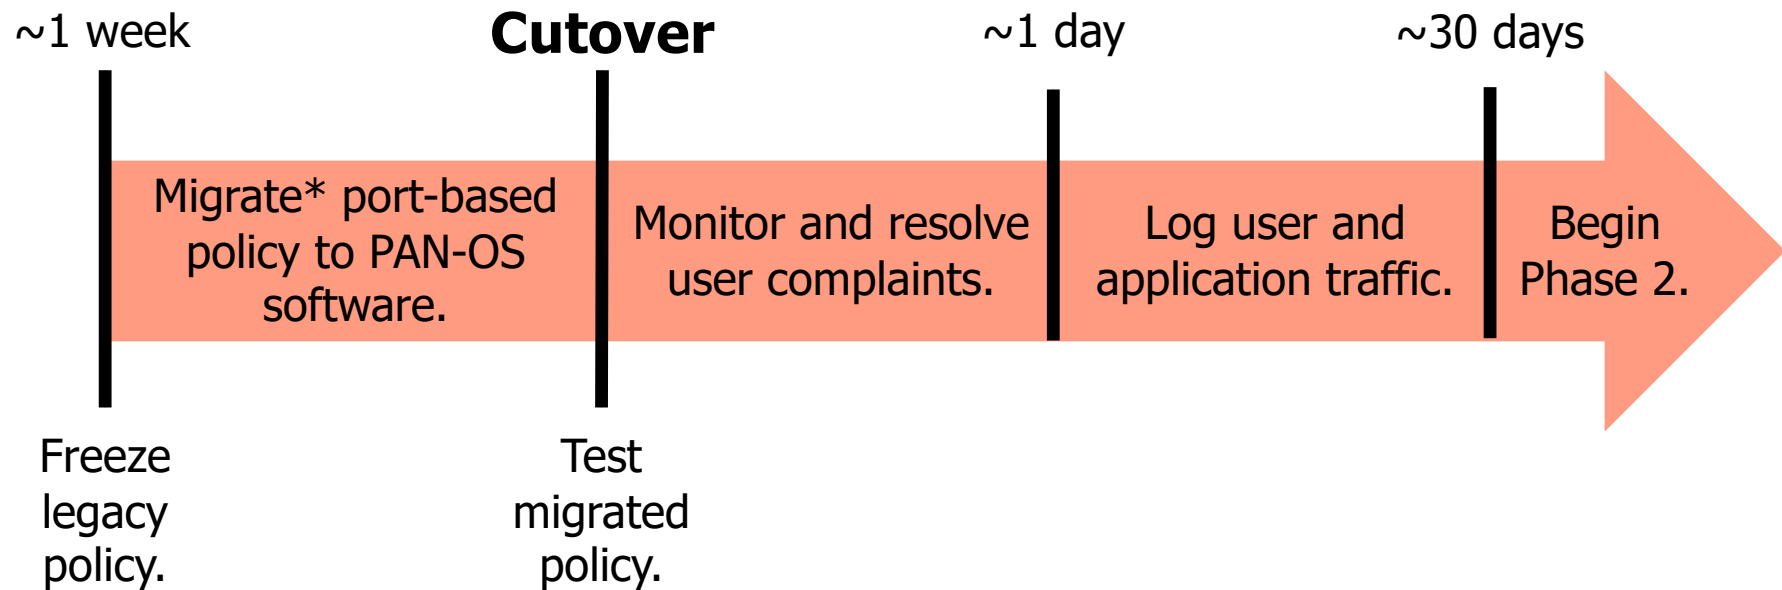 ~1 week
Cutover
~1 day
~30 days
Migrate* port-based
policy to PAN-OS
software.
Monitor and resolve
user complaints.
Log user and
application traffic.
Begin
Phase 2.
Freeze
legacy
policy.
Test
migrated
policy.